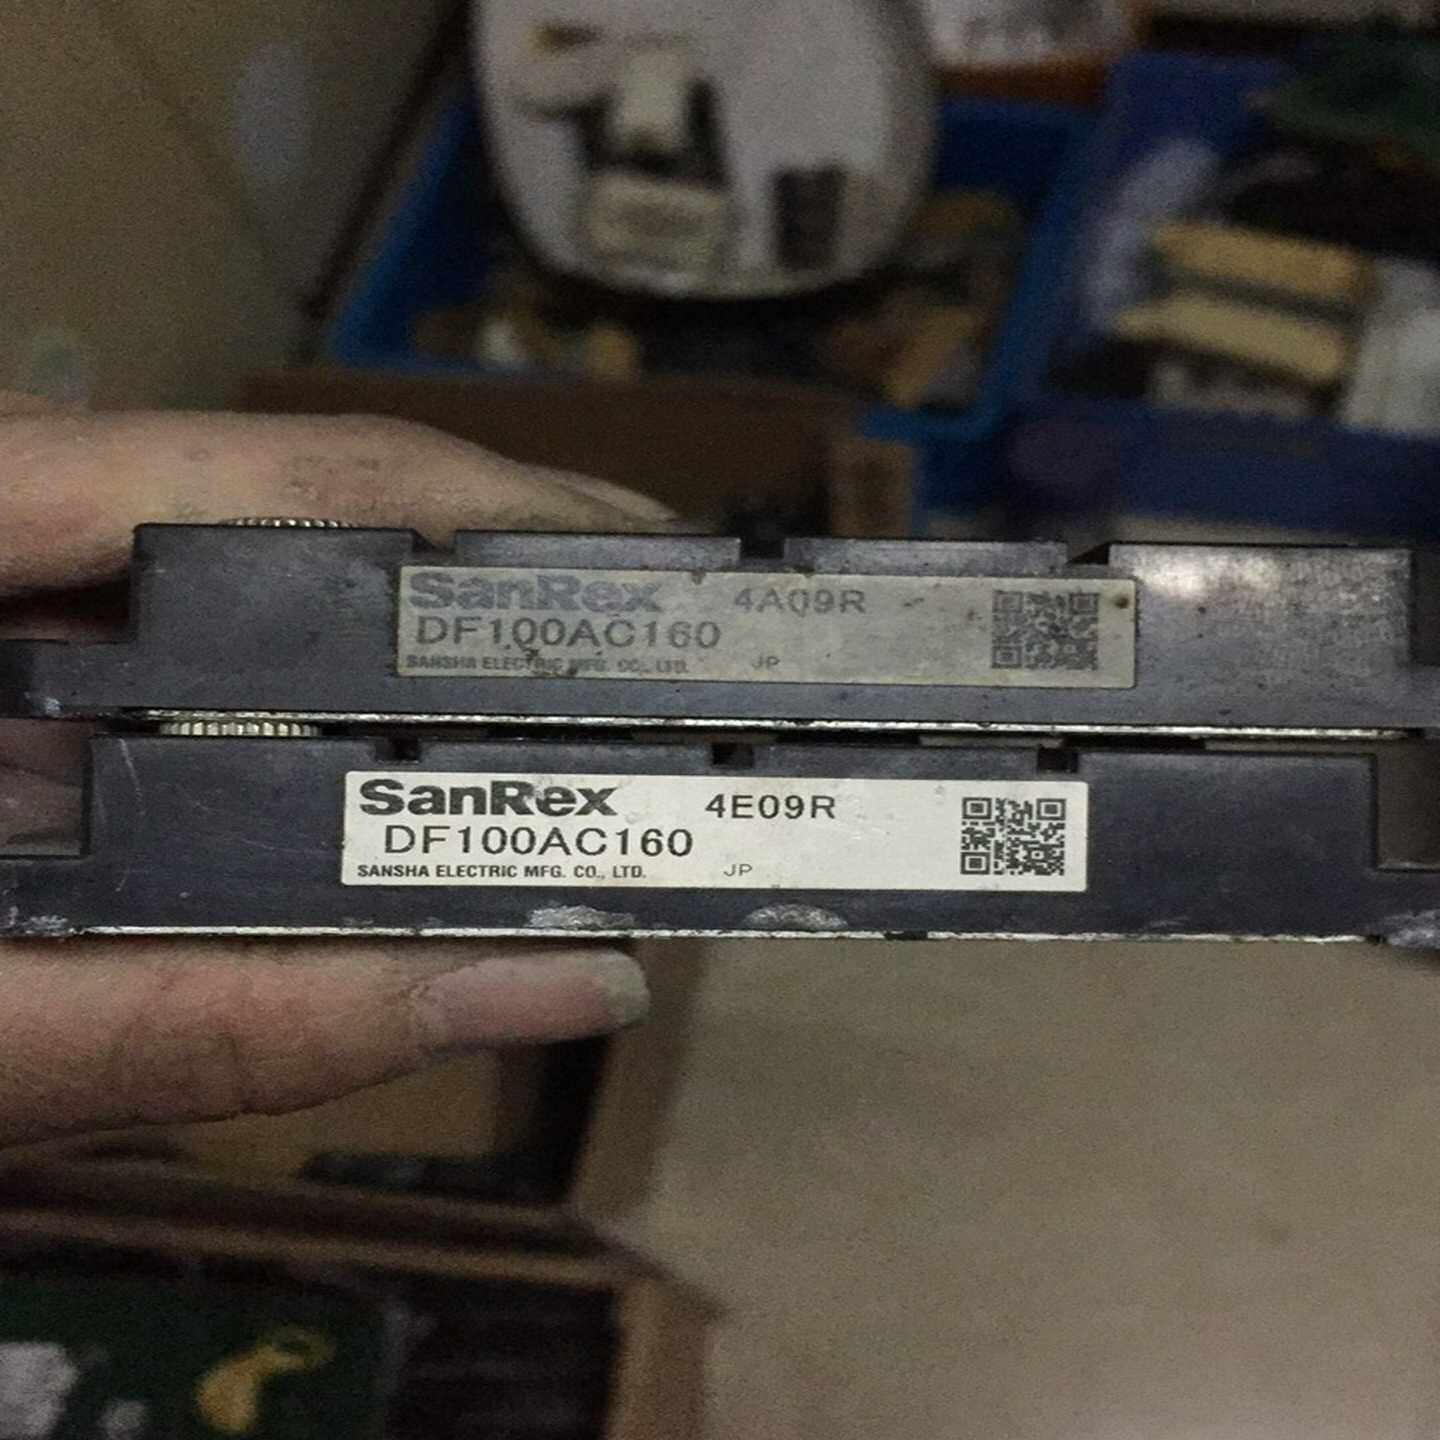 SanRex 4A09R
DF100AC160
SANSHA ELECTRIC MFG. CO., LTD. JP
SanRex 4E09R
DF100AC160
SANSHA ELECTRIC MFG. CO., LTD. JP